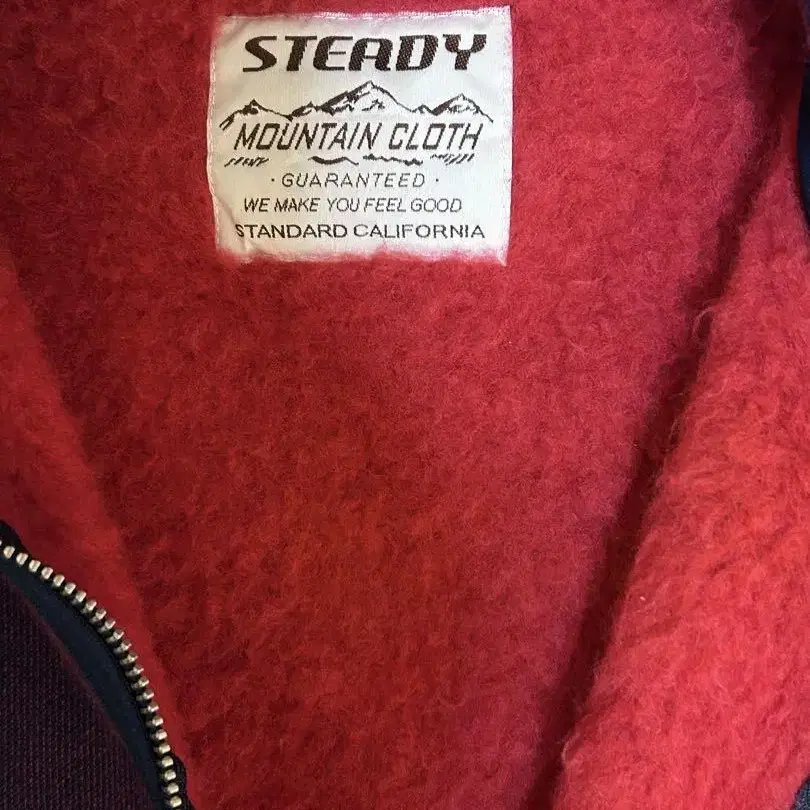 STEADY
MOUNTAIN CLOTH
· GUARANTEED ·
WE MAKE YOU FEEL GOOD
STANDARD CALIFORNIA